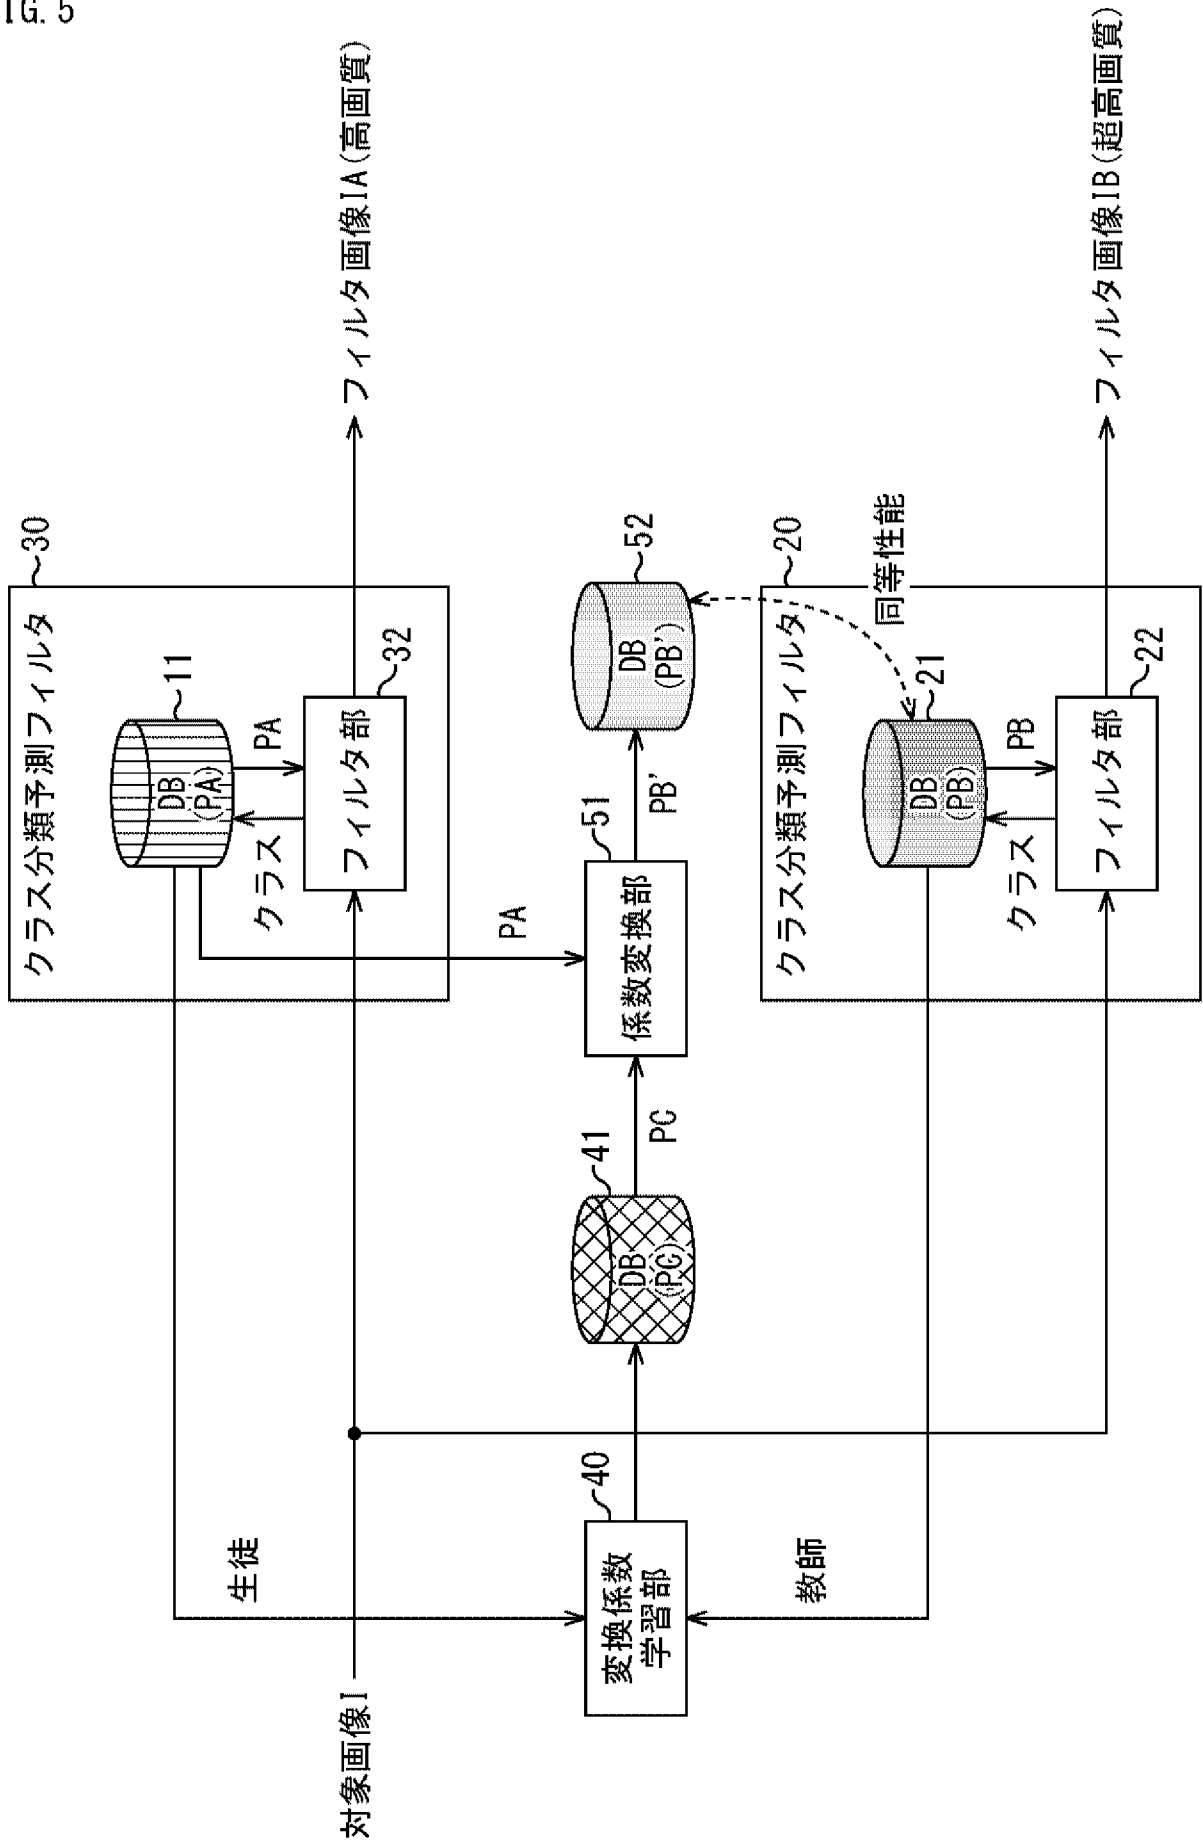 IG. 5
30
クラス分類予測フィルタ
11
DB
(PA)
クラス
PA
フィルタ部
32
フィルタ画像IA(高画質)
対象画像I
生徒
変換係数
学習部
40
DB
(PC)
41
PC
PA
係数変換部
51
PB'
DB
(PB')
52
同等性能
教師
20
クラス分類予測フィルタ
DB
(PB)
21
クラス
PB
フィルタ部
22
フィルタ画像IB(超高画質)